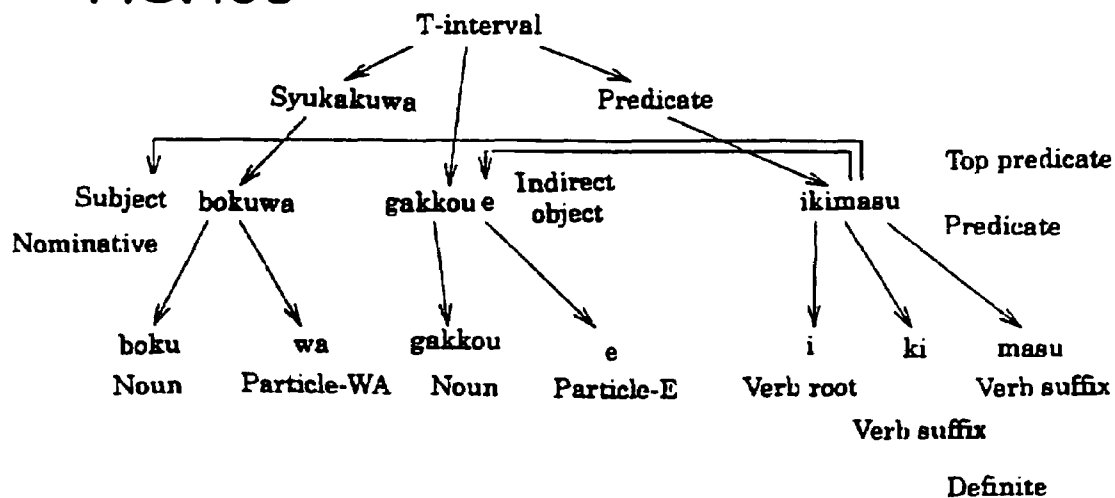 T-interval
Syukakuwa
Predicate
Top predicate
Subject
bokuwa
gakkou e
Indirect
object
ikimasu
Nominative
Predicate
boku
wa
gakkou
e
i
ki
masu
Noun
Particle-WA
Noun
Particle-E
Verb root
Verb suffix
Verb suffix
Definite